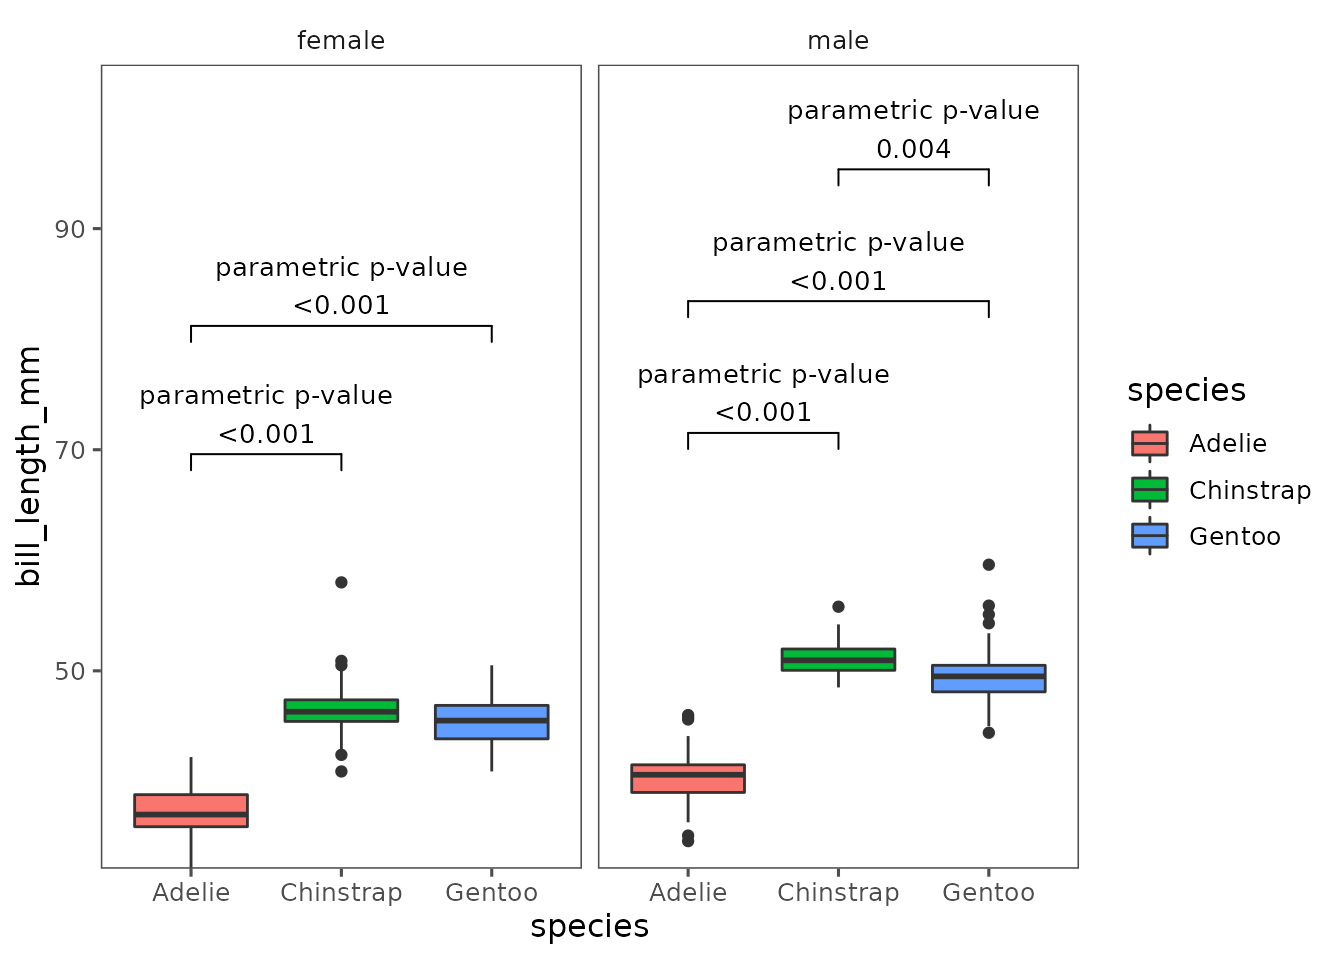 female
male
parametric p-value
0.004
parametric p-value
<0.001
parametric p-value
<0.001
parametric p-value
<0.001
parametric p-value
<0.001
90
70
50
bill_length_mm
Adelie
Chinstrap
Gentoo
Adelie
Chinstrap
Gentoo
species
species
Adelie
Chinstrap
Gentoo